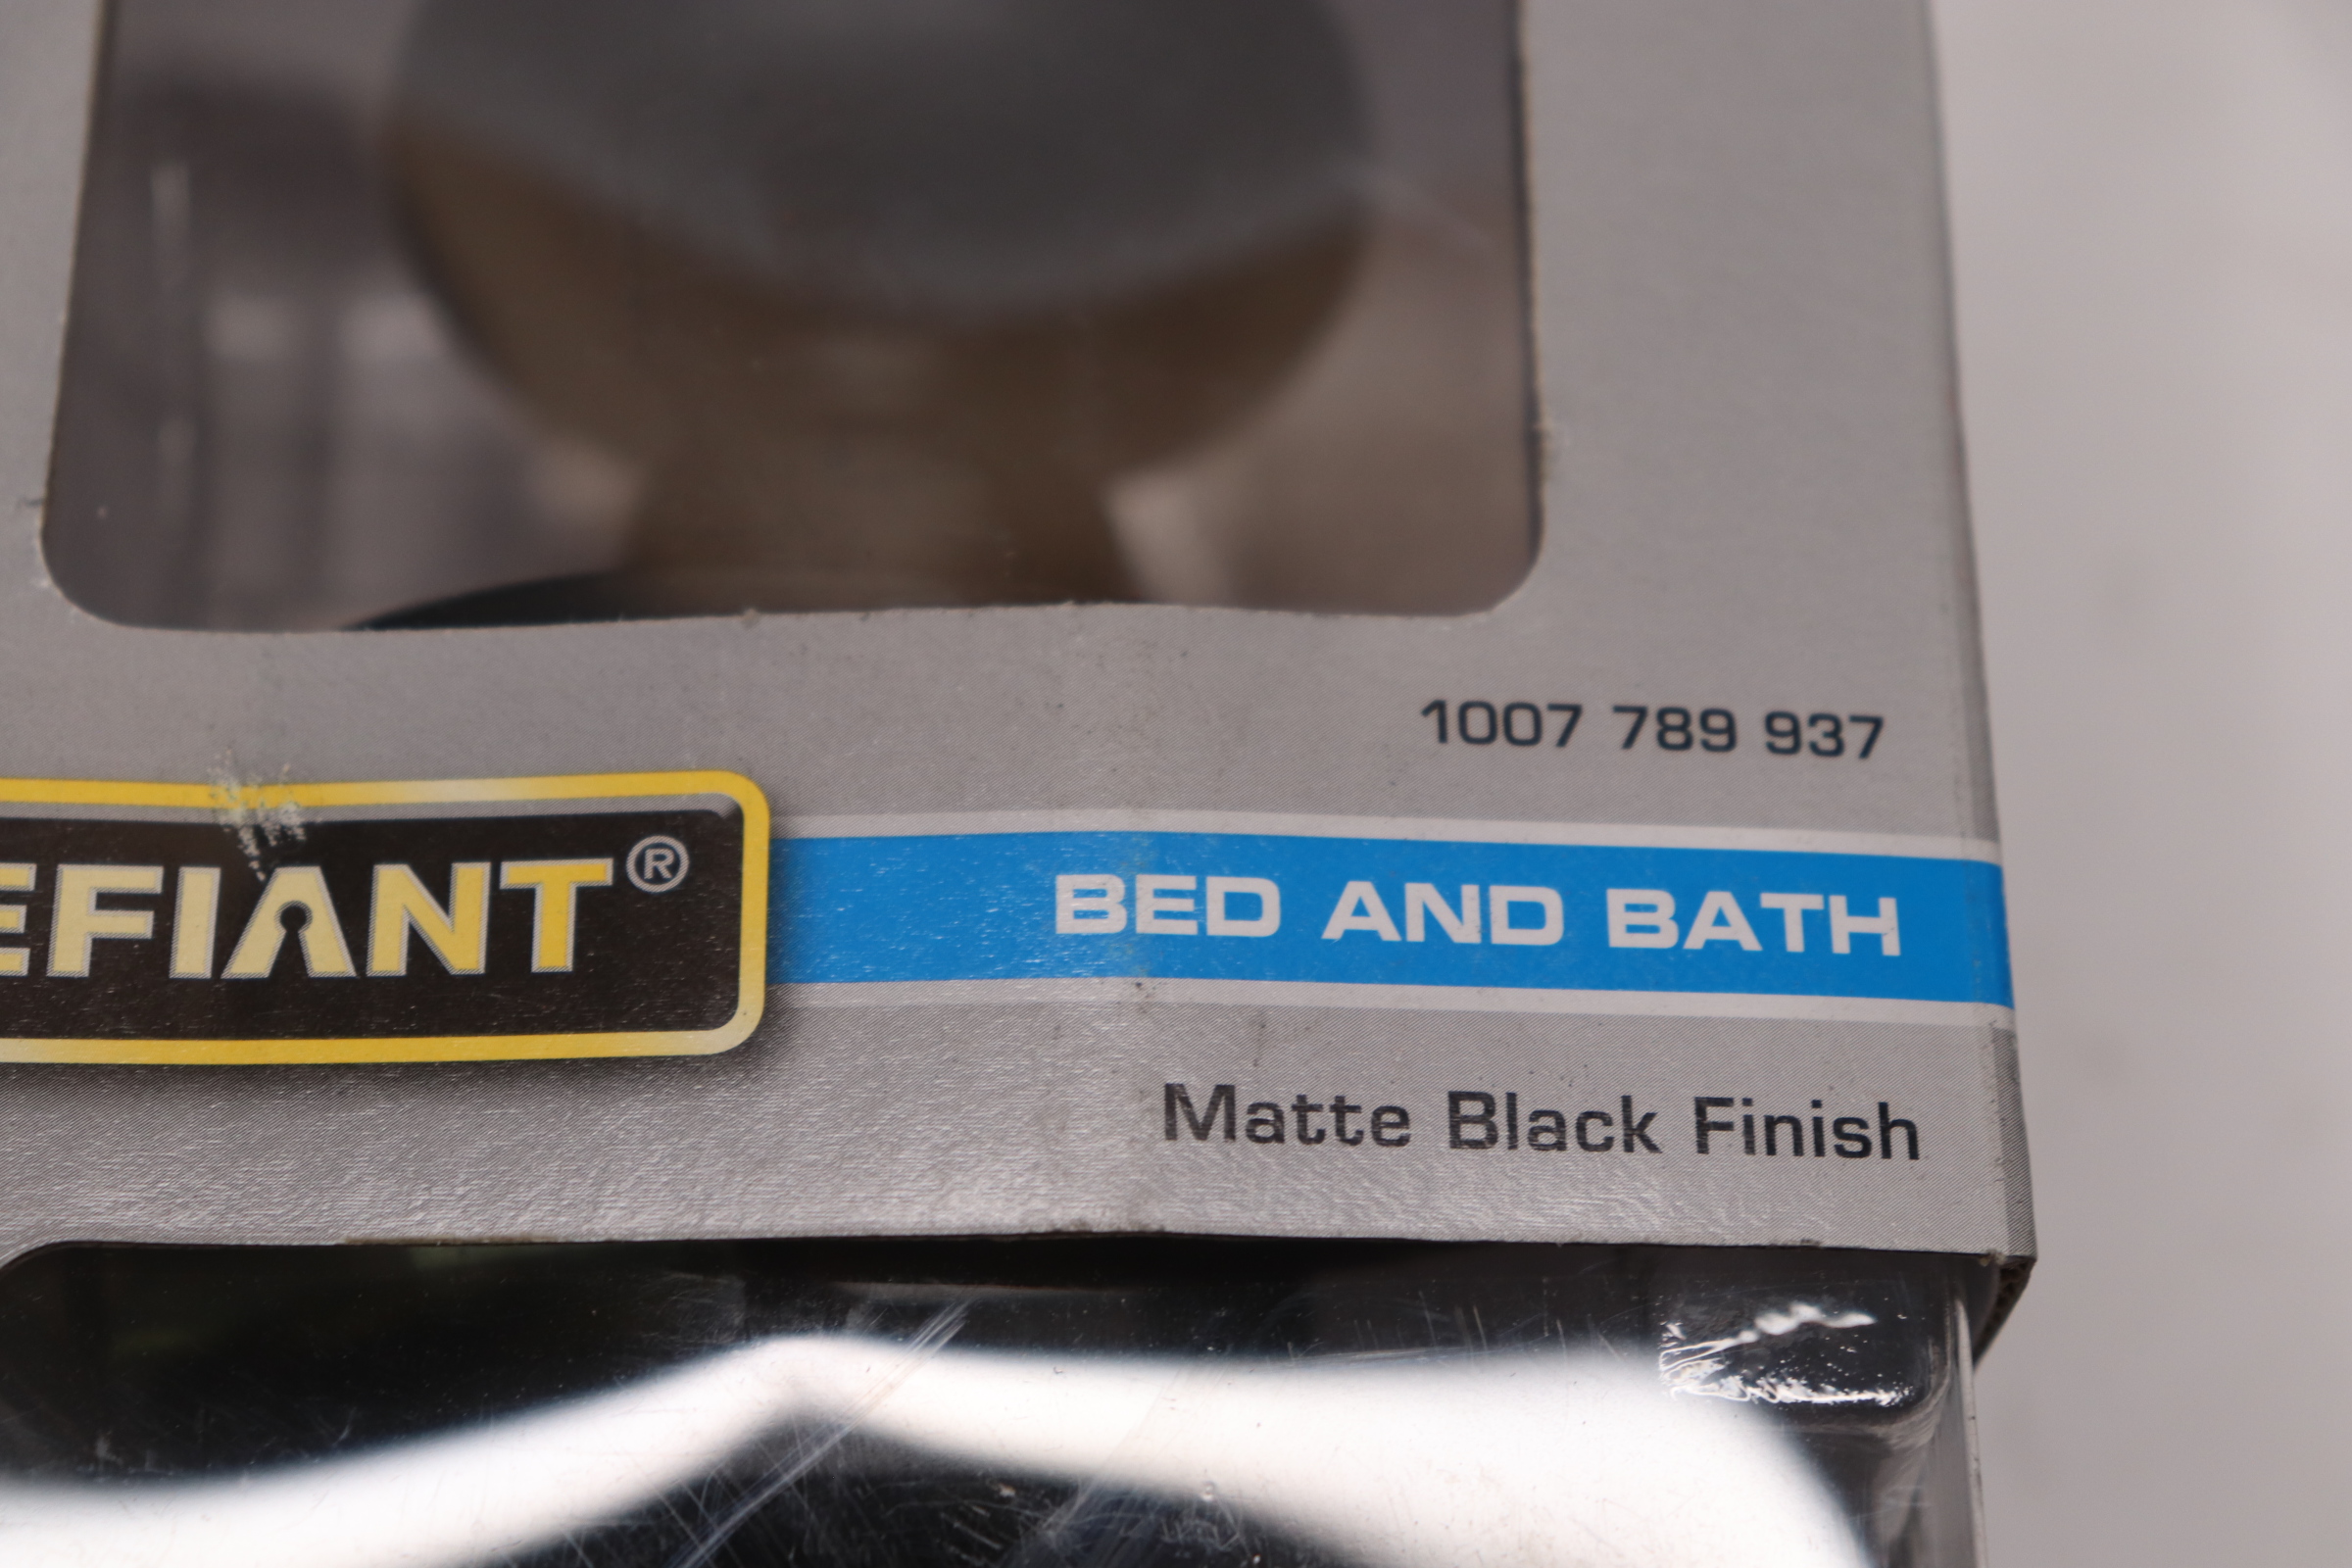 1007 789 937
EFIANT®
BED AND BATH
Matte Black Finish